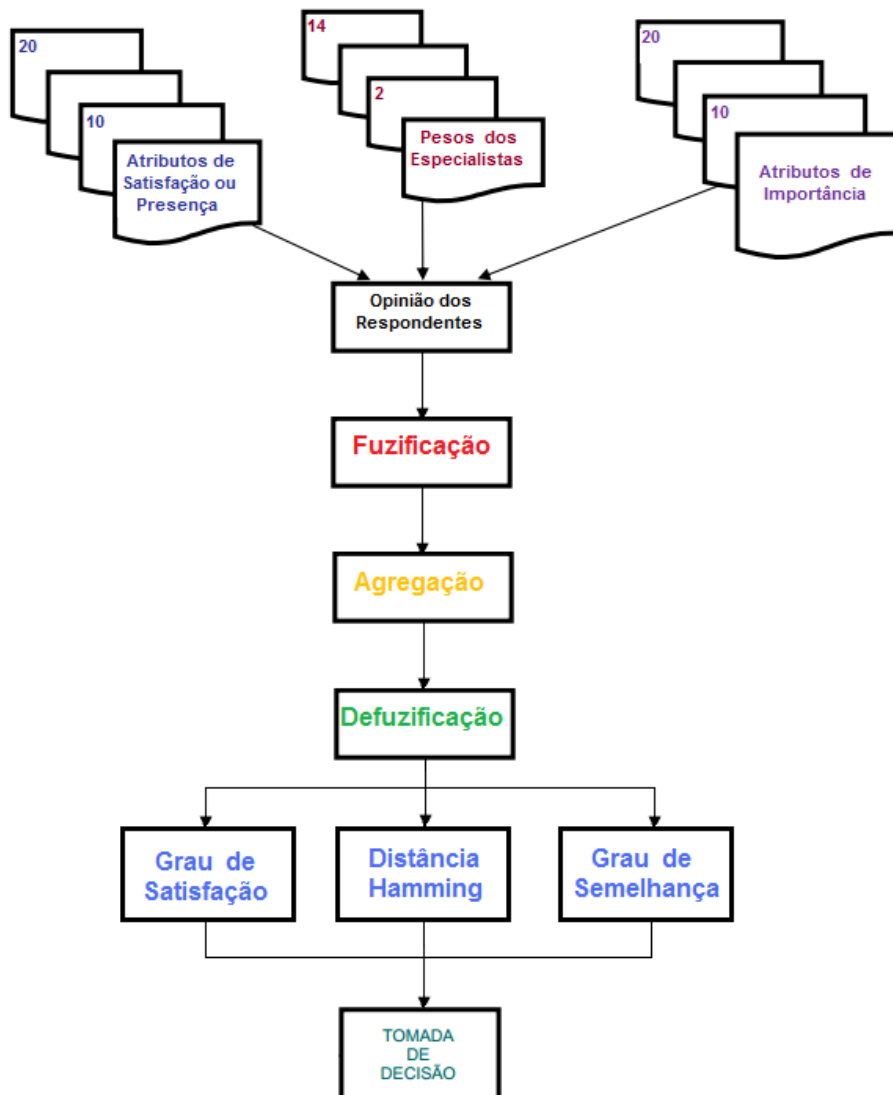 20
10
Atributos de
Satisfação ou
Presença
14
2
Pesos dos
Especialistas
20
10
Atributos de
Importância
Opinião dos
Respondentes
Fuzificação
Agregação
Defuzificação
Grau de
Satisfação
Distância
Hamming
Grau de
Semelhança
TOMADA
DE
DECISÃO